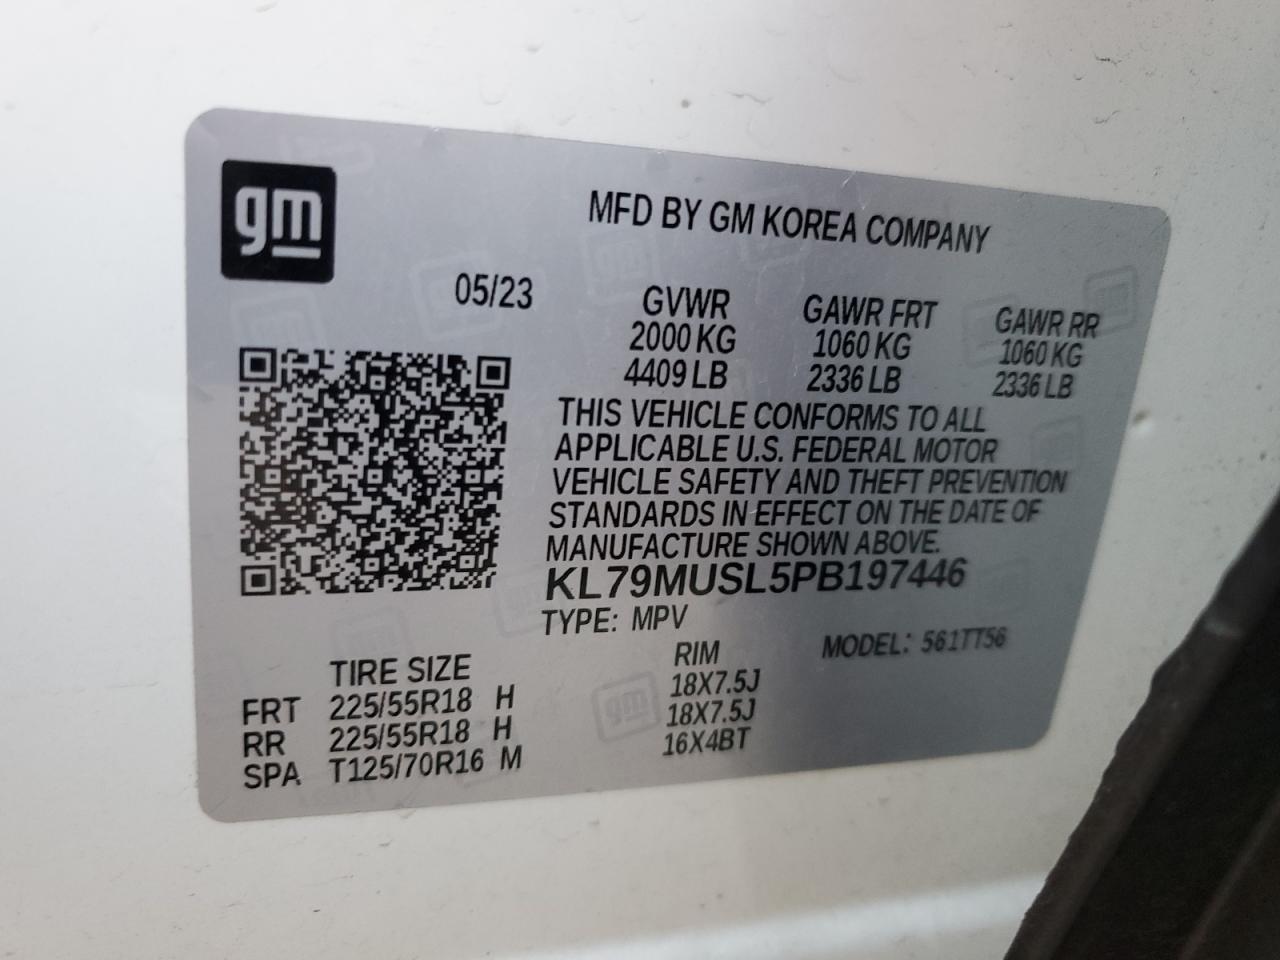 gm
MFD BY GM KOREA COMPANY
05/23
GVWR GAWR FRT GAWR RR
2000 KG 1060 KG 1060 KG
4409 LB 2336 LB 2336 LB
THIS VEHICLE CONFORMS TO ALL
APPLICABLE U.S. FEDERAL MOTOR
VEHICLE SAFETY AND THEFT PREVENTION
STANDARDS IN EFFECT ON THE DATE OF
MANUFACTURE SHOWN ABOVE.
KL79MUSL5PB197446
TYPE: MPV
MODEL: 561TT56
TIRE SIZE RIM
FRT 225/55R18 H 18X7.5J
RR 225/55R18 H 18X7.5J
SPA T125/70R16 M 16X4BT